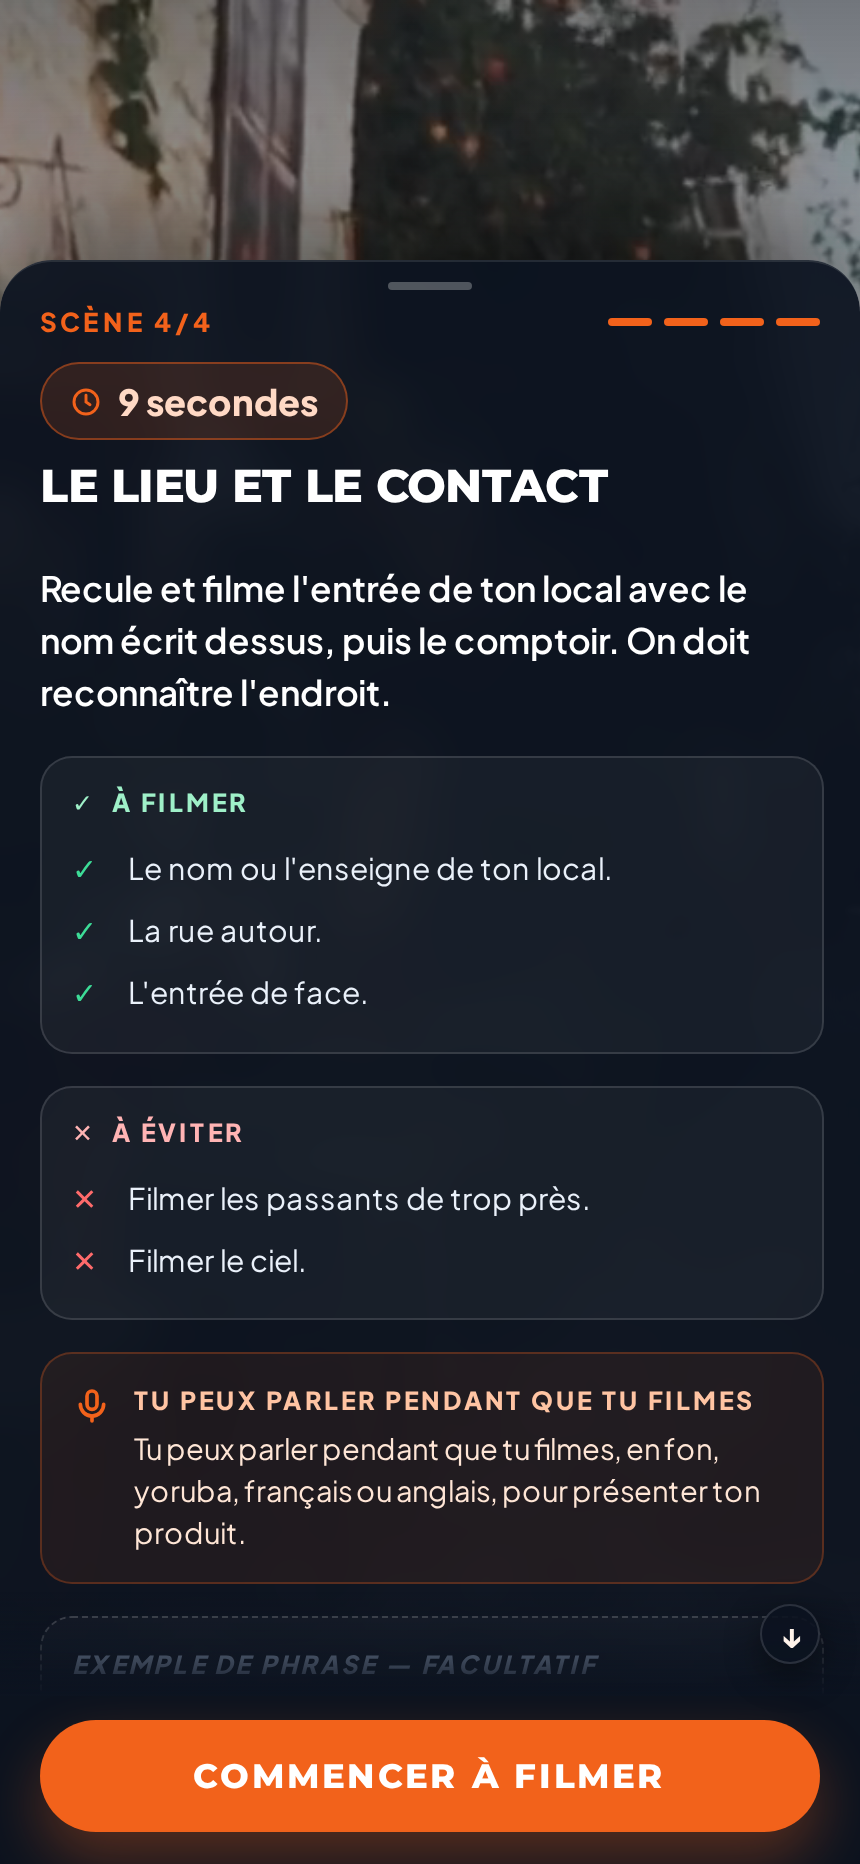 SCÈNE 4/4
9 secondes
LE LIEU ET LE CONTACT
Recule et filme l'entrée de ton local avec le
nom écrit dessus, puis le comptoir. On doit
reconnaître l'endroit.
✓ À FILMER
✓ Le nom ou l'enseigne de ton local.
✓ La rue autour.
✓ L'entrée de face.
✕ À ÉVITER
✕ Filmer les passants de trop près.
✕ Filmer le ciel.
TU PEUX PARLER PENDANT QUE TU FILMES
Tu peux parler pendant que tu filmes, en fon,
yoruba, français ou anglais, pour présenter ton
produit.
EXEMPLE DE PHRASE — FACULTATIF
COMMENCER À FILMER